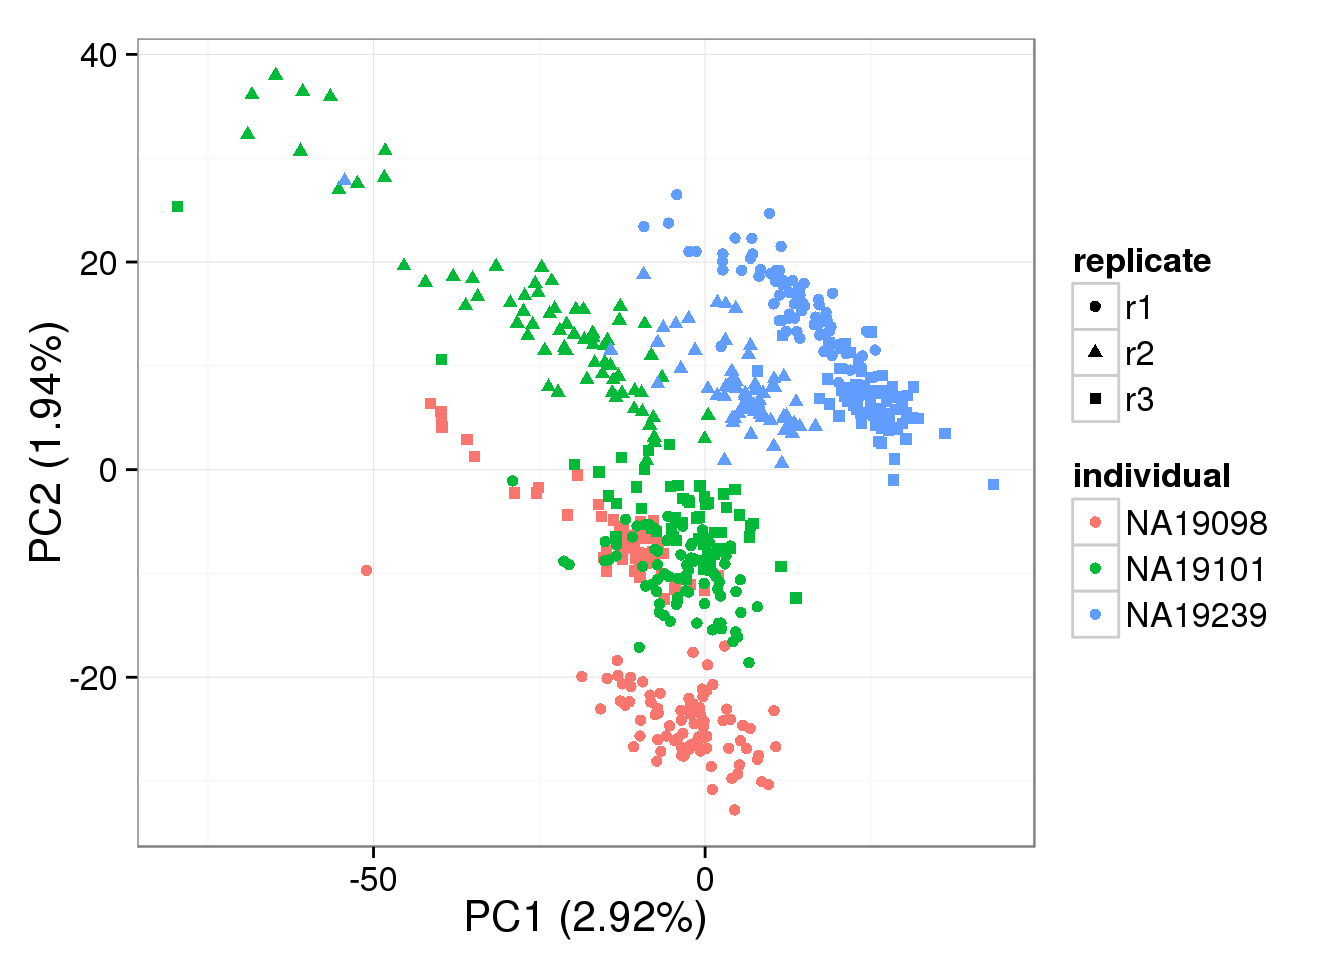 40
20
0
-20
PC2 (1.94%)
-50
0
PC1 (2.92%)
replicate
r1
r2
r3
individual
NA19098
NA19101
NA19239